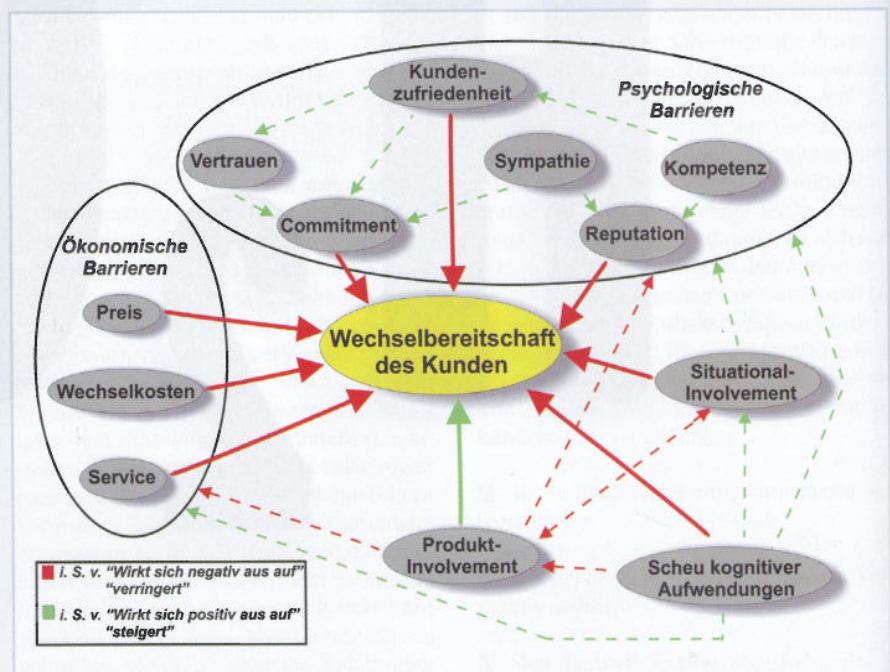 Kunden-
zufriedenheit
Psychologische
Barrieren
Vertrauen
Sympathie
Kompetenz
Commitment
Reputation
Ökonomische
Barrieren
Preis
Wechselkosten
Service
Wechselbereitschaft
des Kunden
Situational-
Involvement
Produkt-
Involvement
Scheu kognitiver
Aufwendungen
i. S. v. “Wirkt sich negativ aus auf”
“verringert”
i. S. v. “Wirkt sich positiv aus auf”
“steigert”